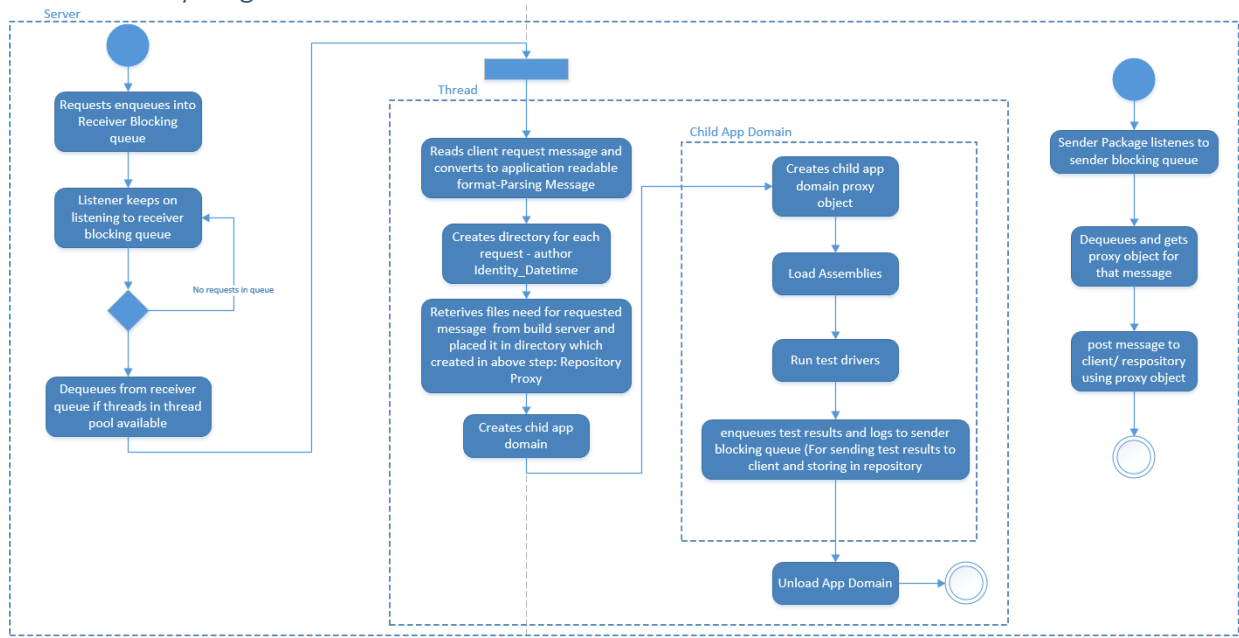 Server
Requests enqueues into
Receiver Blocking
queue
Listener keeps on
listening to receiver
blocking queue
No requests in queue
Dequeues from receiver
queue if threads in thread
pool available
Thread
Reads client request message and
converts to application readable
format-Parsing Message
Creates directory for each
request - author
Identity_Datetime
Reterives files need for requested
message from build server and
placed it in directory which
created in above step: Repository
Proxy
Creates chid app
domain
Child App Domain
Creates child app
domain proxy
object
Load Assemblies
Run test drivers
enqueues test results and logs to sender
blocking queue (For sending test results to
client and storing in repository
Unload App Domain
Sender Package listenes to
sender blocking queue
Dequeues and gets
proxy object for
that message
post message to
client/ respository
using proxy object